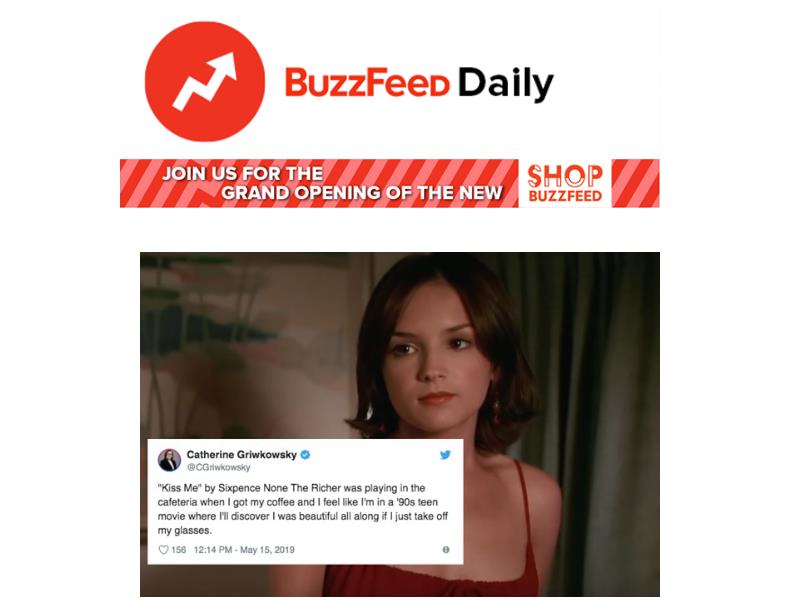 BuzzFeed Daily
JOIN US FOR THE
GRAND OPENING OF THE NEW
SHOP
BUZZFEED
Catherine Griwkowsky
@CGriwkowsky
"Kiss Me" by Sixpence None The Richer was playing in the
cafeteria when I got my coffee and I feel like I'm in a '90s teen
movie where I'll discover I was beautiful all along if I just take off
my glasses.
156 12:14 PM - May 15, 2019